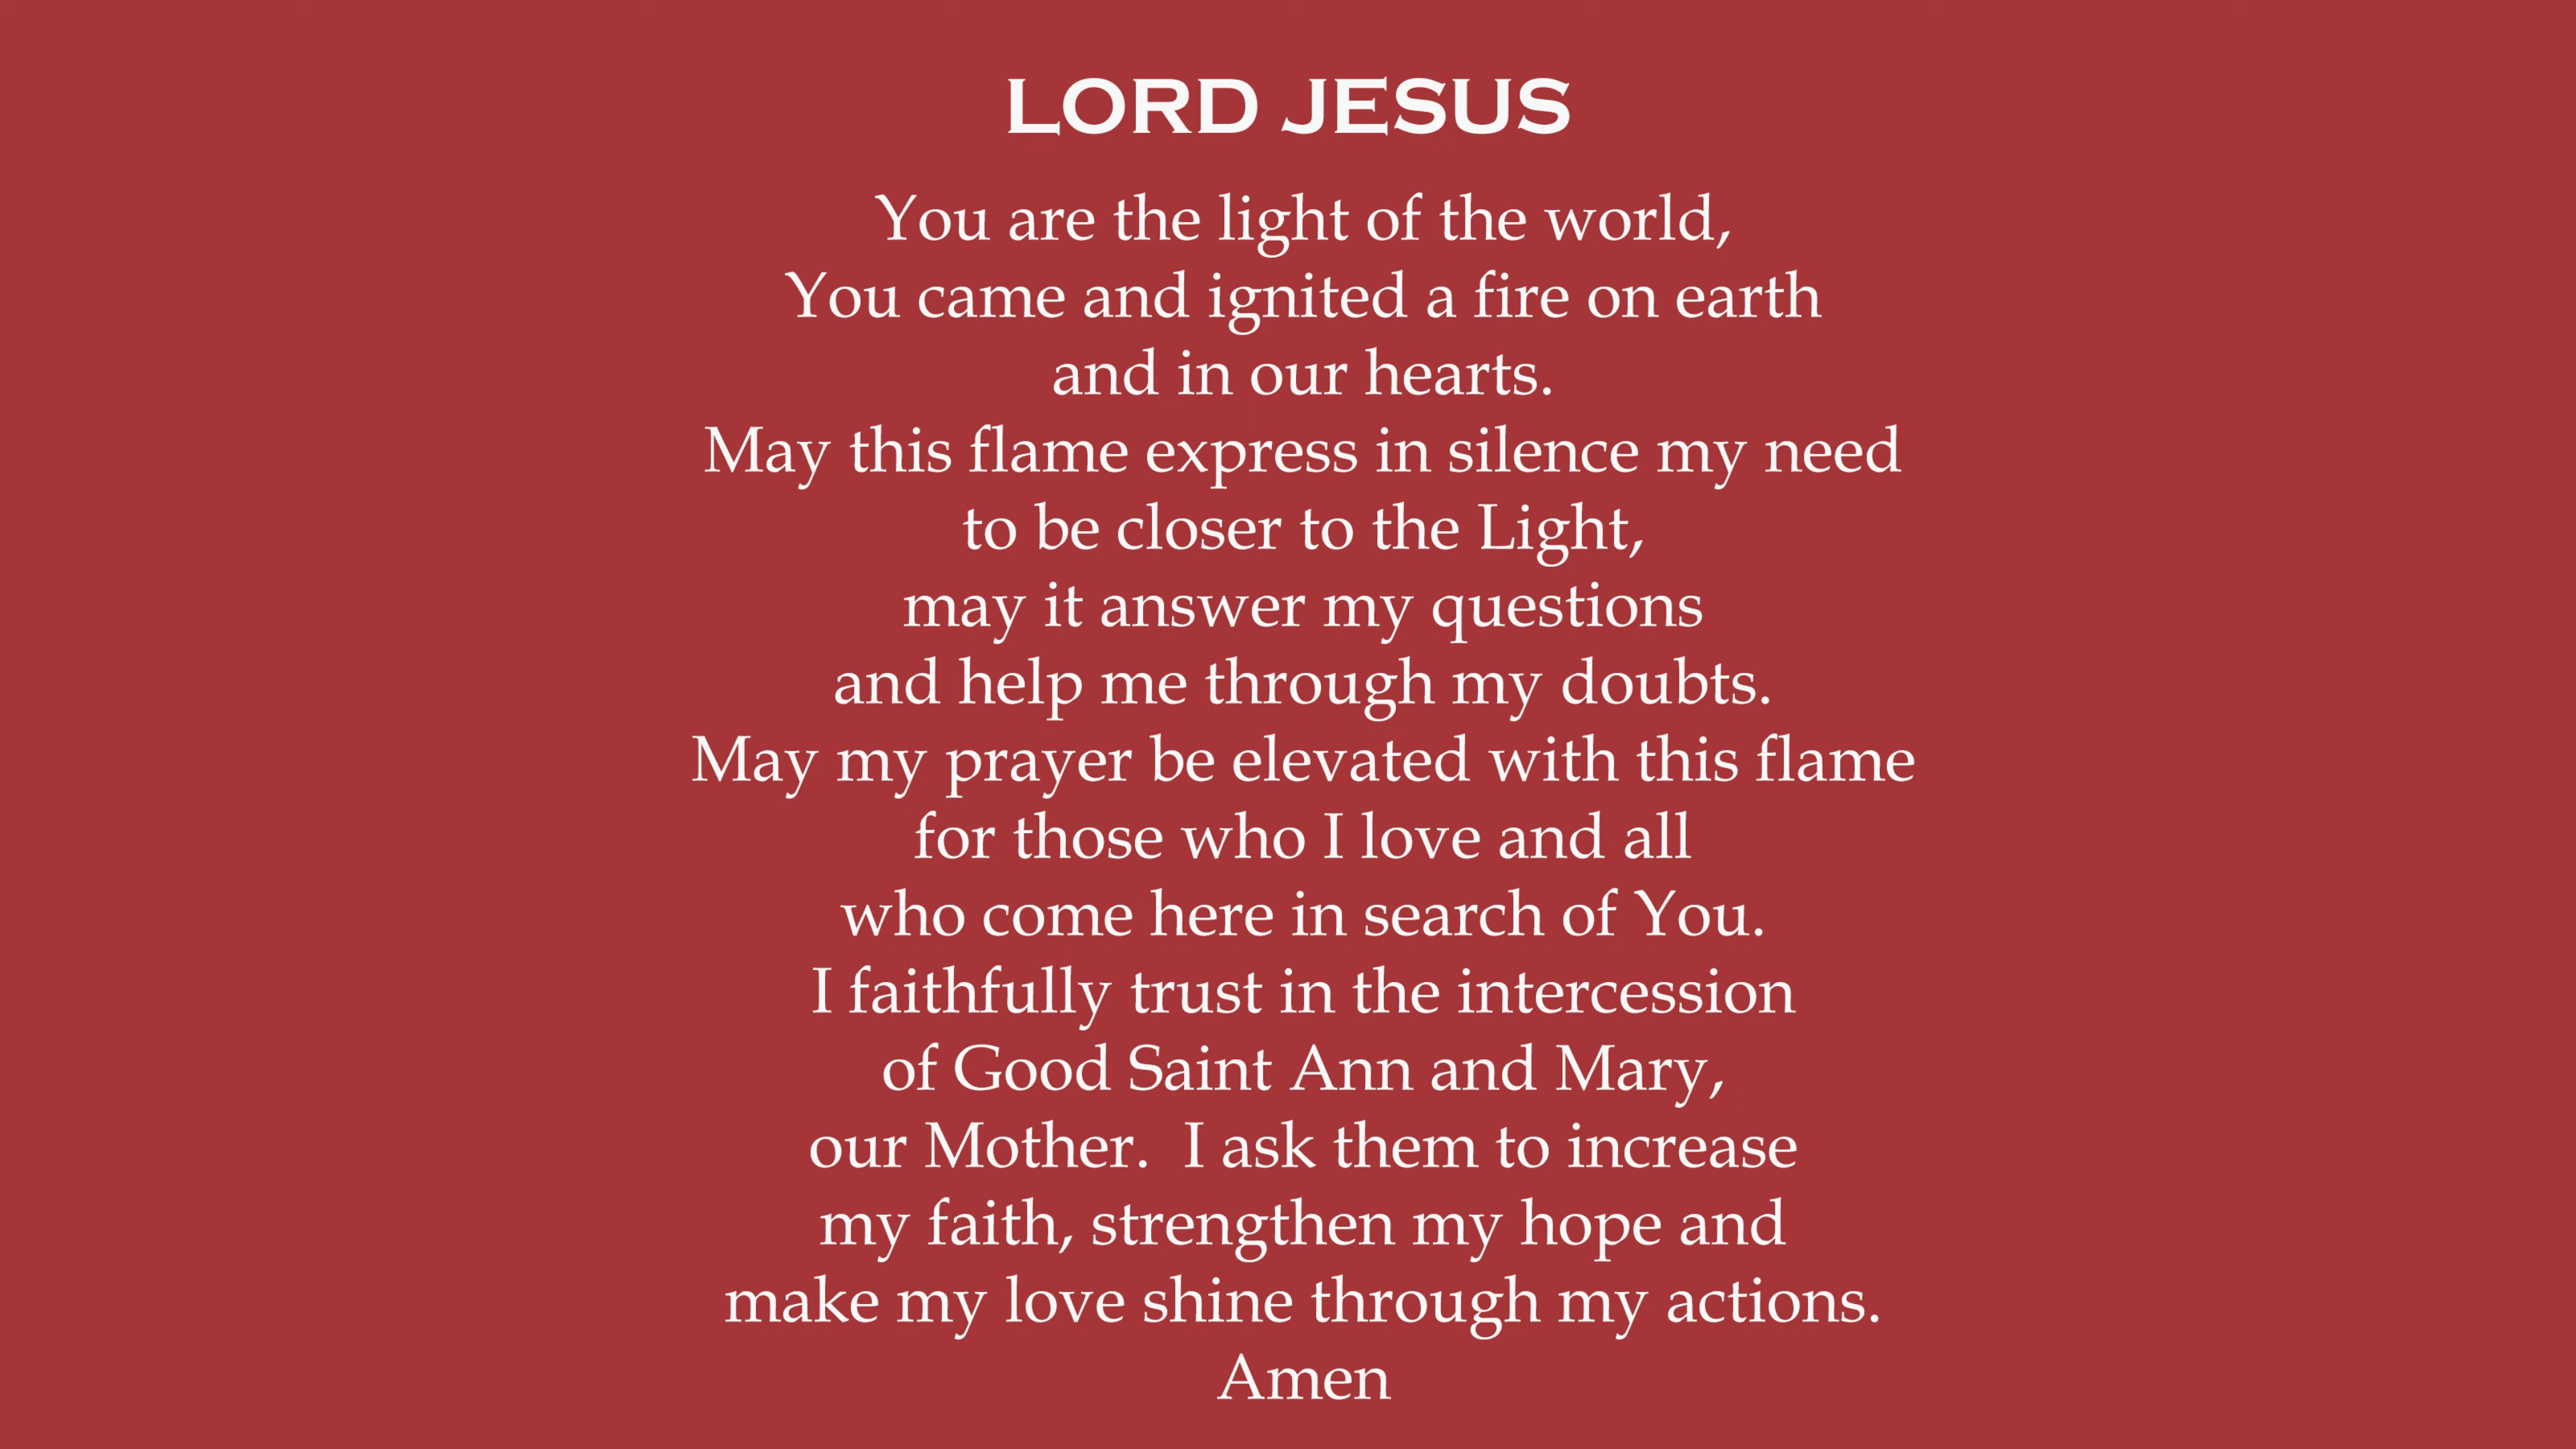 LORD JESUS
You are the light of the world,
You came and ignited a fire on earth
and in our hearts.
May this flame express in silence my need
to be closer to the Light,
may it answer my questions
and help me through my doubts.
May my prayer be elevated with this flame
for those who I love and all
who come here in search of You.
I faithfully trust in the intercession
of Good Saint Ann and Mary,
our Mother.  I ask them to increase
my faith, strengthen my hope and
make my love shine through my actions.
Amen